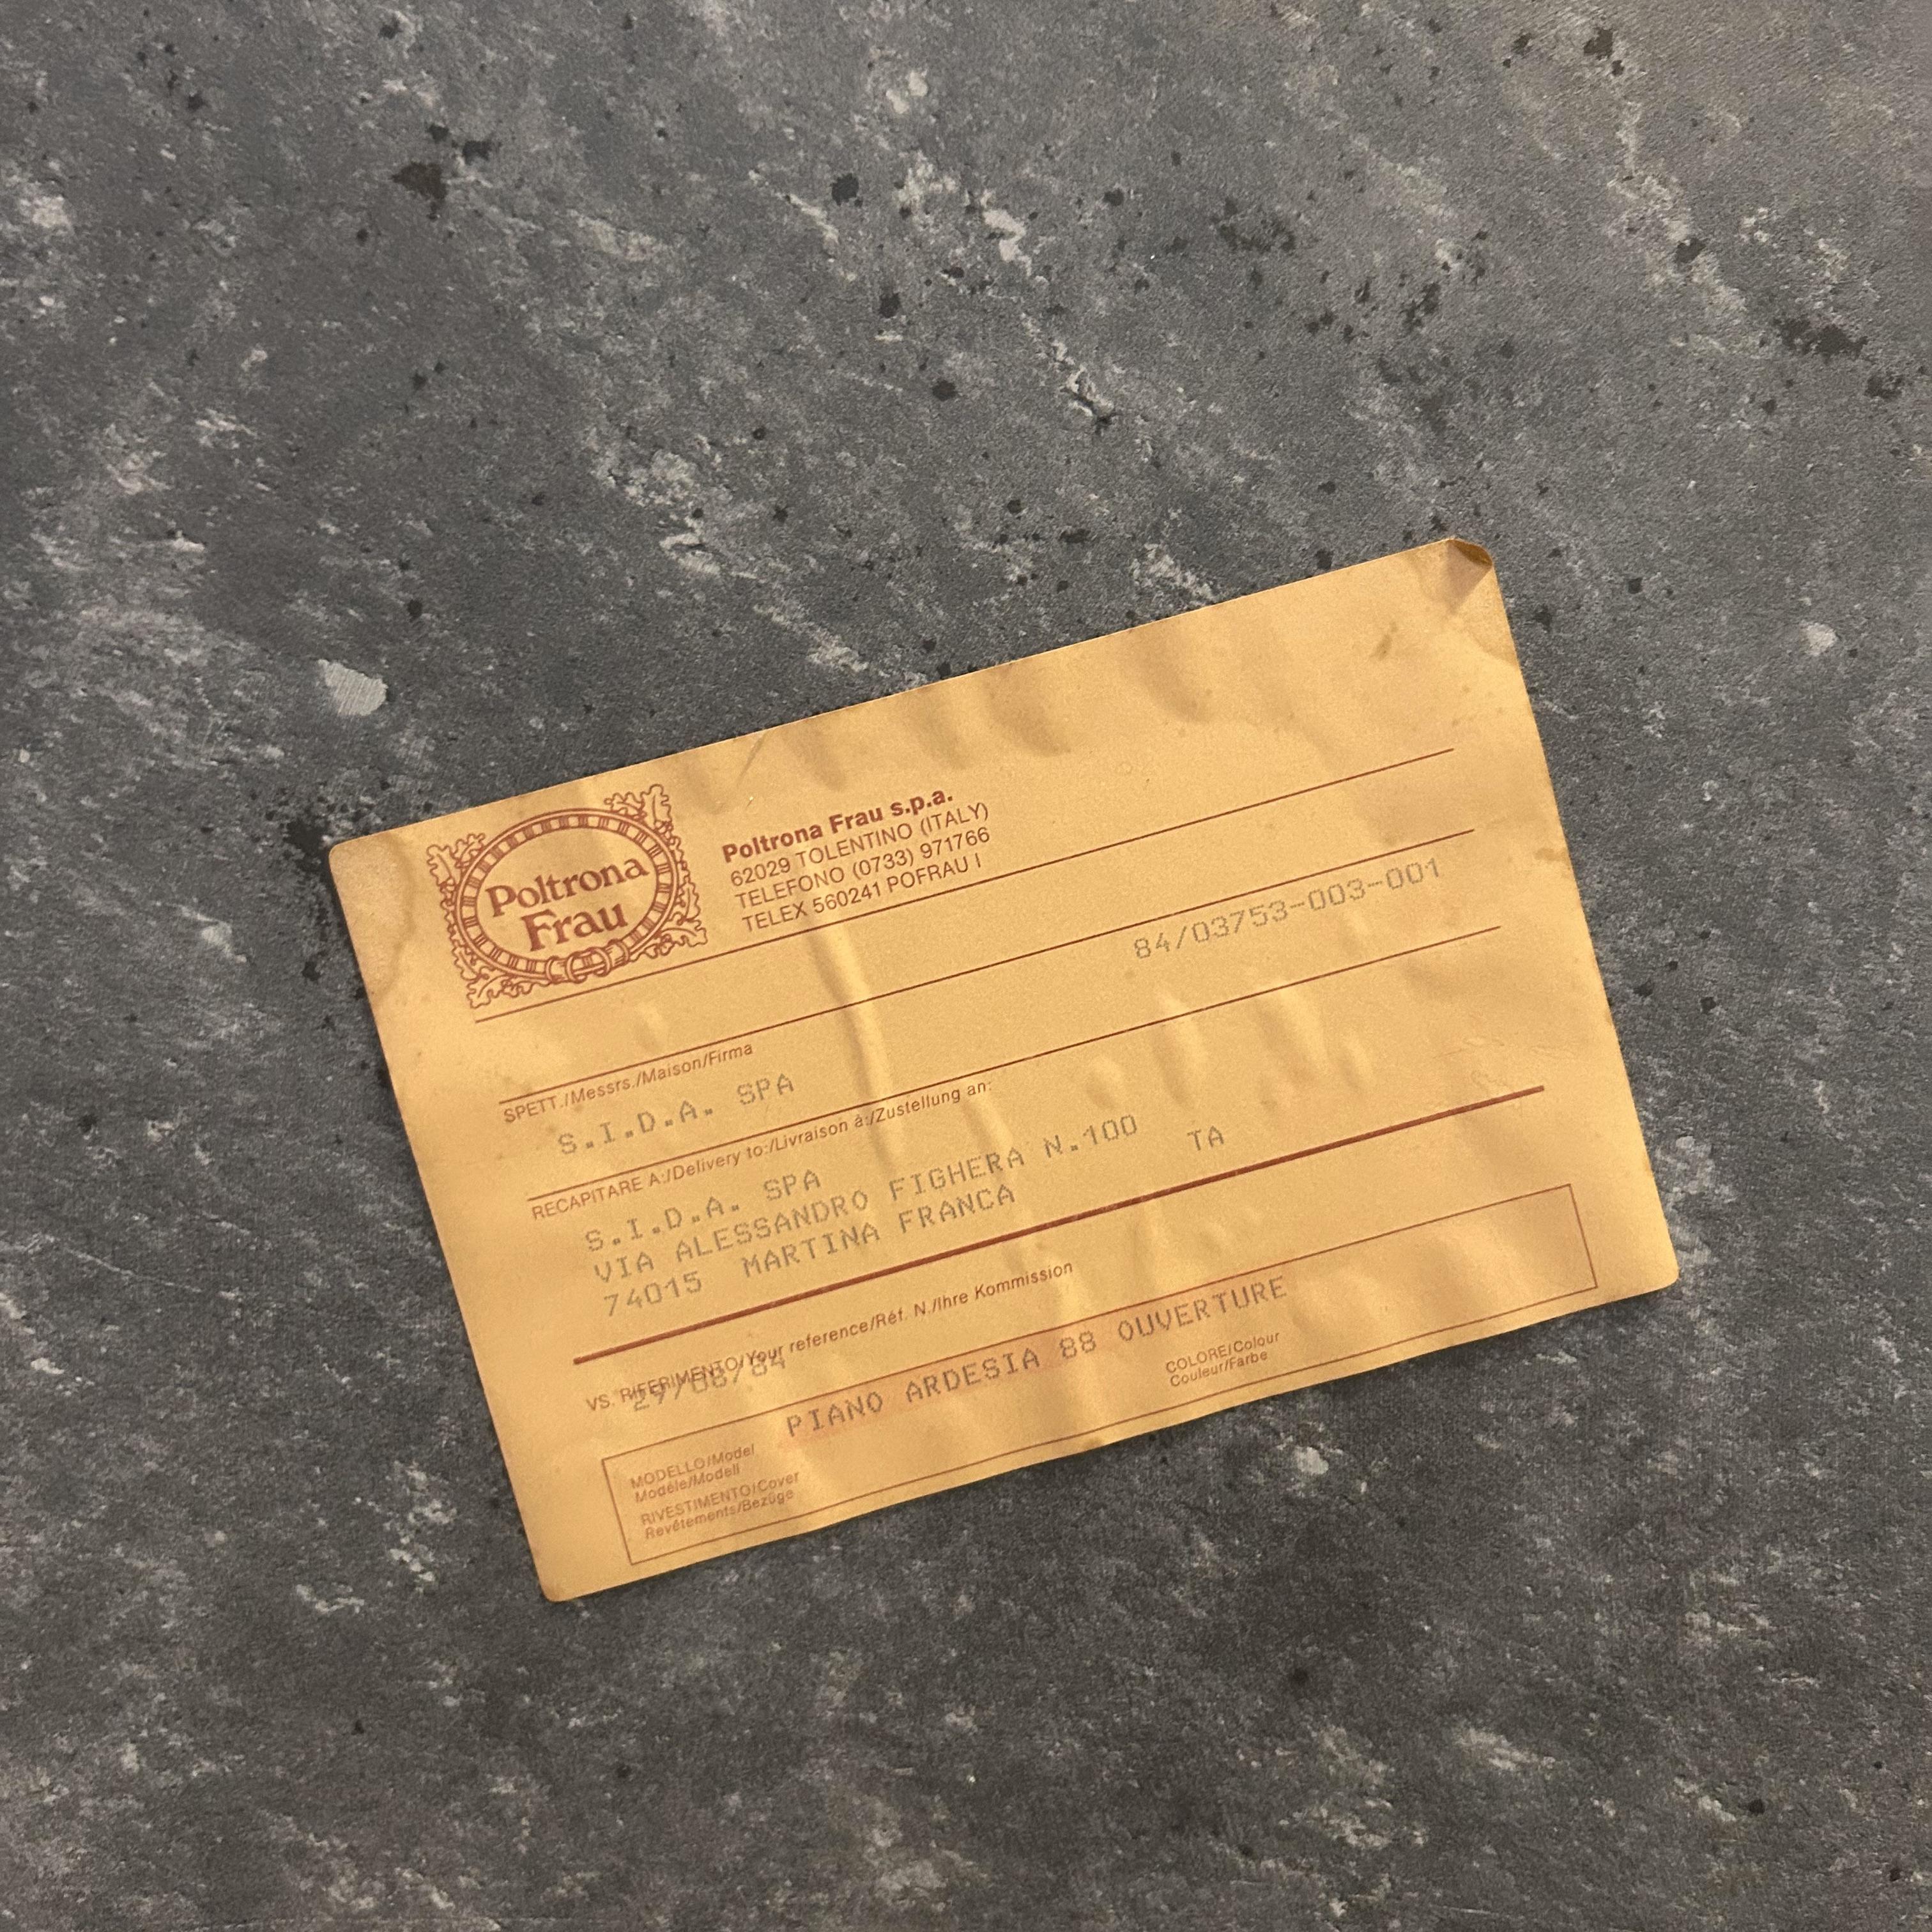 Poltrona
Frau
Poltrona Frau s.p.a.
62029 TOLENTINO (ITALY)
TELEFONO (0733) 971766
TELEX 560241 POFRAU I
84/03753-003-001
SPETT./Messrs./Maison/Firma
S.I.D.A. SPA
RECAPITARE A:/Delivery to:/Livraison à:/Zustellung an:
S.I.D.A. SPA
VIA ALESSANDRO FIGHERA N.100
74015 MARTINA FRANCA TA
VS. RIFERIMENTO/Your reference/Réf. N./Ihre Kommission
29/08/84
PIANO ARDESIA 88 OUVERTURE
MODELLO/Model
Modèle/Modell
RIVESTIMENTO/Cover
Revêtements/Bezüge
COLORE/Colour
Couleur/Farbe